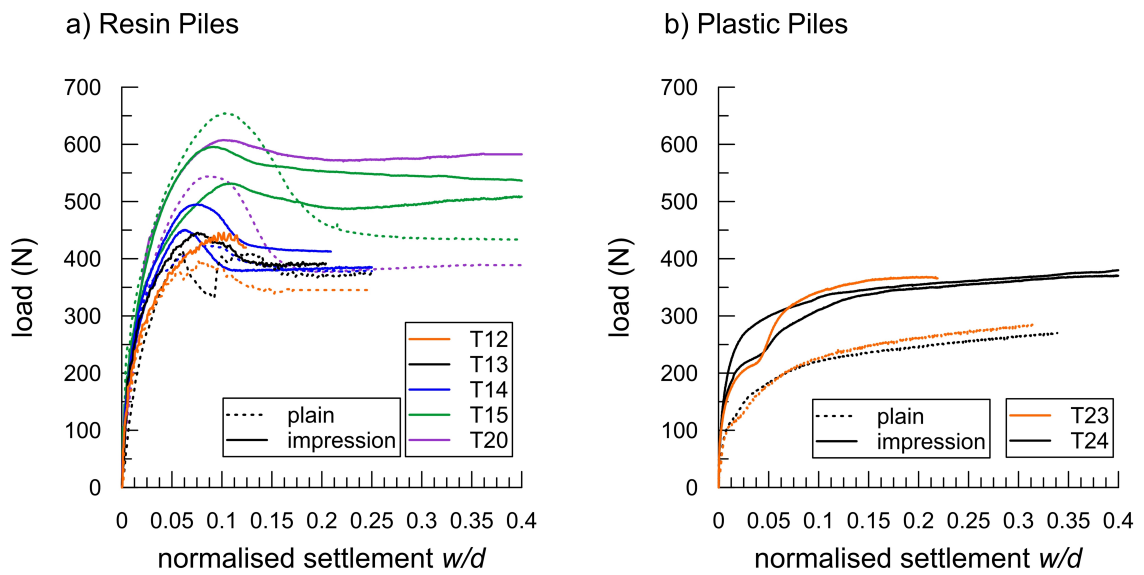 a) Resin Piles
700
600
500
400
300
200
100
0
load (N)
0 0.05 0.1 0.15 0.2 0.25 0.3 0.35 0.4
normalised settlement w/d
plain
impression
T12
T13
T14
T15
T20
b) Plastic Piles
700
600
500
400
300
200
100
0
load (N)
0 0.05 0.1 0.15 0.2 0.25 0.3 0.35 0.4
normalised settlement w/d
plain
impression
T23
T24